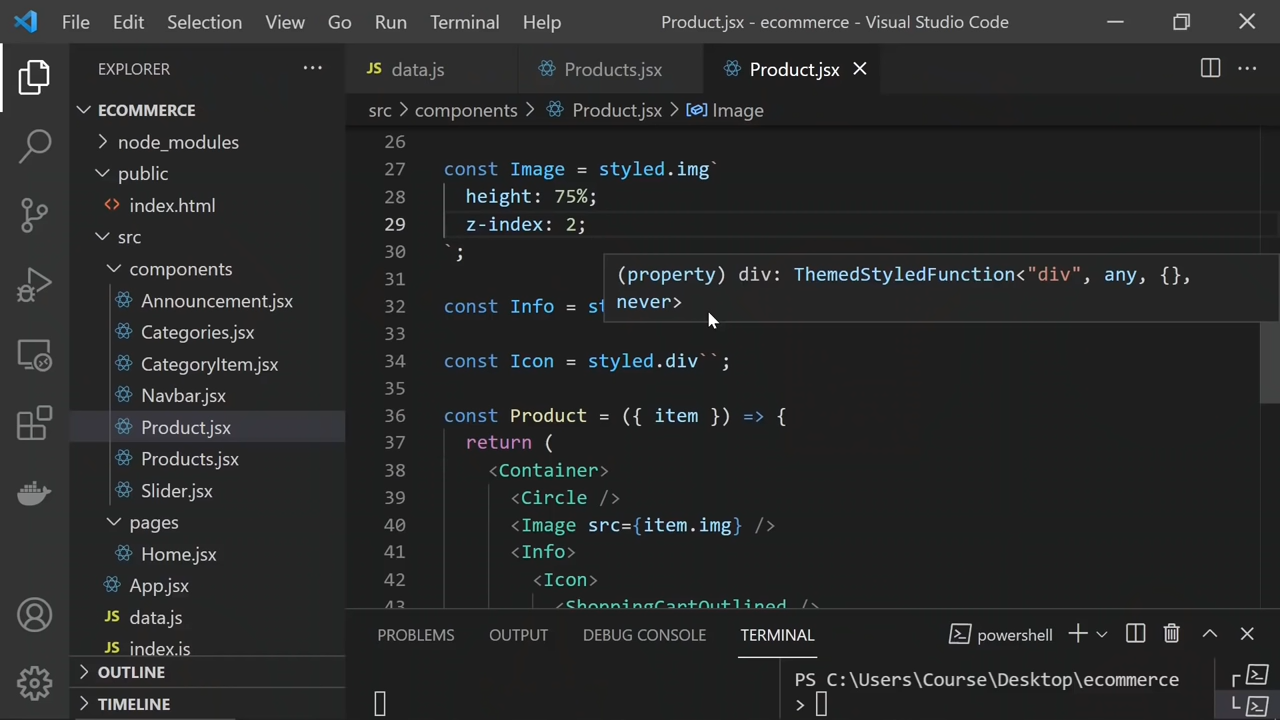 File Edit Selection View Go Run Terminal Help Product.jsx - ecommerce - Visual Studio Code
EXPLORER
ECOMMERCE
node_modules
public
index.html
src
components
Announcement.jsx
Categories.jsx
CategoryItem.jsx
Navbar.jsx
Product.jsx
Products.jsx
Slider.jsx
pages
Home.jsx
App.jsx
JS data.js
JS index.js
OUTLINE
TIMELINE
JS data.js Products.jsx Product.jsx
src > components > Product.jsx > Image
26
27 const Image = styled.img`
28 height: 75%;
29 z-index: 2;
30 `;
31
(property) div: ThemedStyledFunction<"div", any, {},
never>
32 const Info = st
33
34 const Icon = styled.div``;
35
36 const Product = ({ item }) => {
37 return (
38 <Container>
39 <Circle />
40 <Image src={item.img} />
41 <Info>
42 <Icon>
43 <ShoppingCartOutlined />
PROBLEMS OUTPUT DEBUG CONSOLE TERMINAL powershell
PS C:\Users\Course\Desktop\ecommerce
>